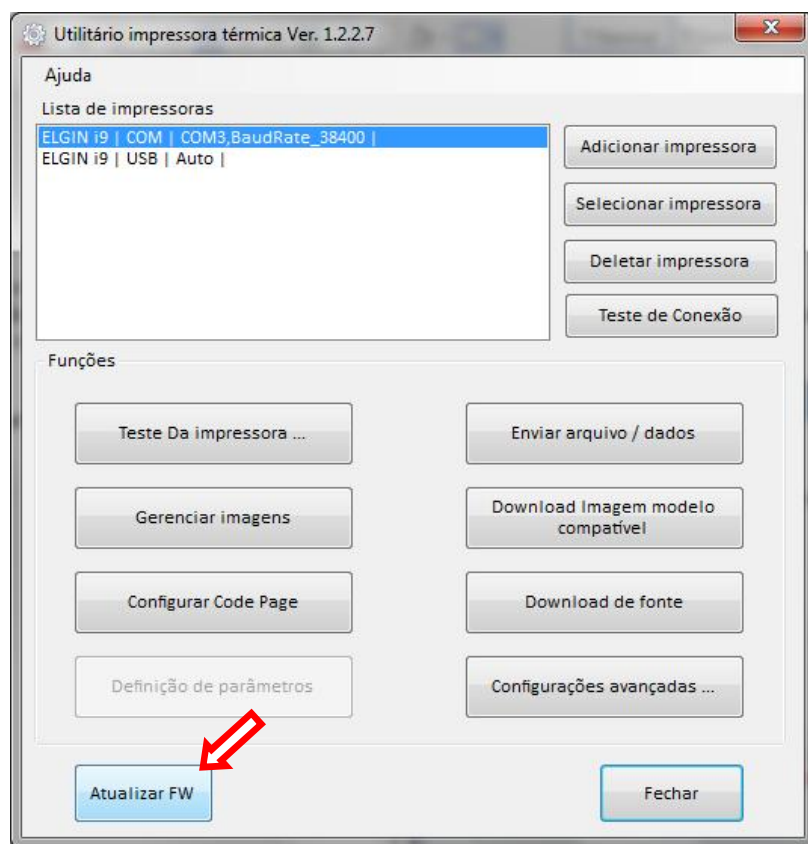 Utilitário impressora térmica Ver. 1.2.2.7
Ajuda
Lista de impressoras
ELGIN i9 | COM | COM3,BaudRate_38400 |
ELGIN i9 | USB | Auto |
Adicionar impressora
Selecionar impressora
Deletar impressora
Teste de Conexão
Funções
Teste Da impressora ...
Enviar arquivo / dados
Gerenciar imagens
Download Imagem modelo
compatível
Configurar Code Page
Download de fonte
Definição de parâmetros
Configurações avançadas ...
Atualizar FW
Fechar